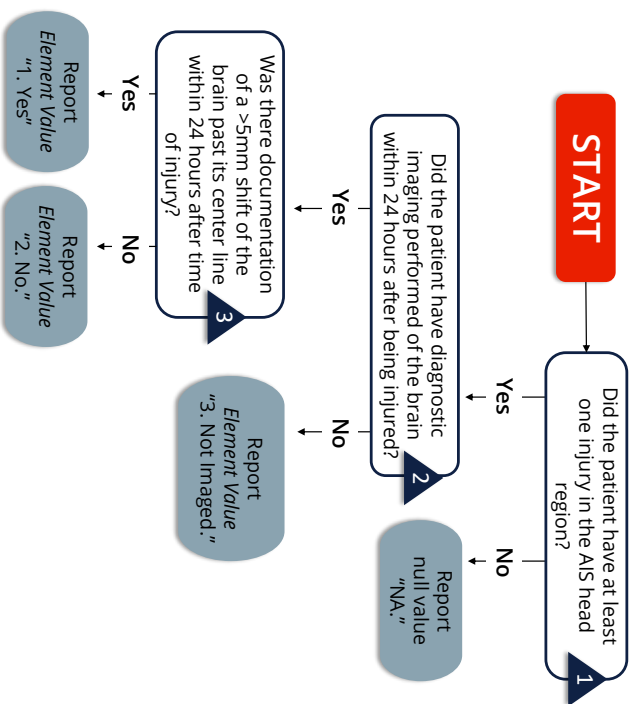 START
Did the patient have at least
one injury in the AIS head
region?
1
Yes
No
Report
null value
"NA."
Did the patient have diagnostic
imaging performed of the brain
within 24 hours after being injured?
2
Yes
No
Report
Element Value
"3. Not Imaged."
Was there documentation
of a >5mm shift of the
brain past its center line
within 24 hours after time
of injury?
3
Yes
No
Report
Element Value
"1. Yes"
Report
Element Value
"2. No."